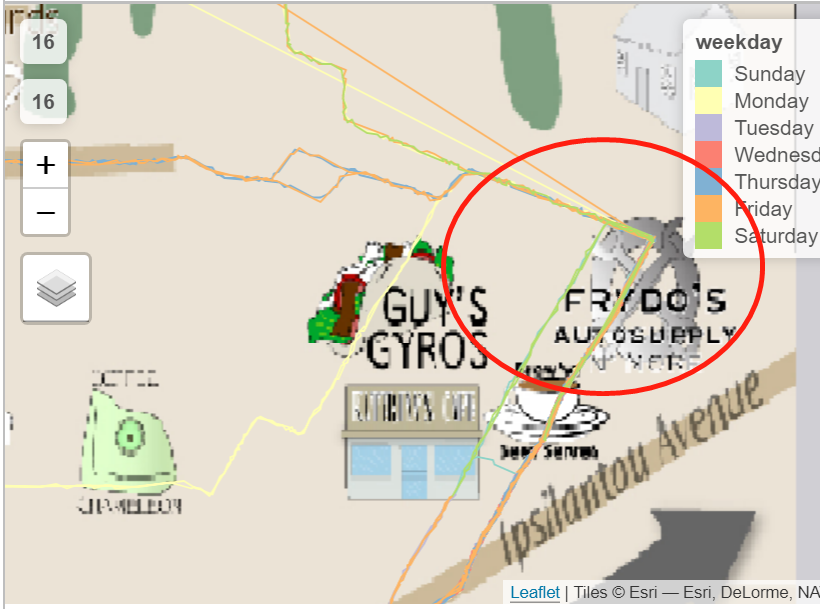 16
16
+
−
weekday
Sunday
Monday
Tuesday
Wednesd
Thursday
Friday
Saturday
GUY'S
GYROS
FRYDO'S
AUTOSUPPLY
N' MORE
CHAMELEON
Ipsilantou Avenue
Leaflet | Tiles © Esri — Esri, DeLorme, NA